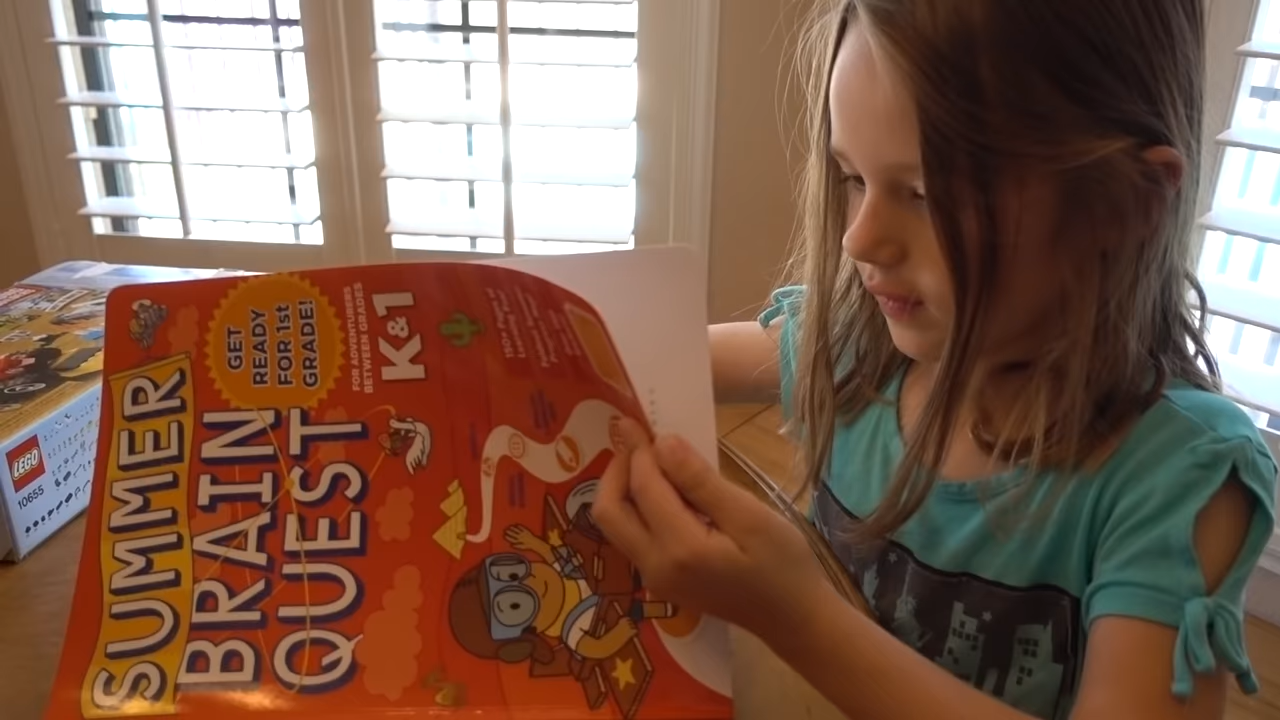 SUMMER
BRAIN
QUEST
GET
READY
FOR 1st
GRADE!
FOR ADVENTURERS
BETWEEN GRADES
K&1
LEGO
10655